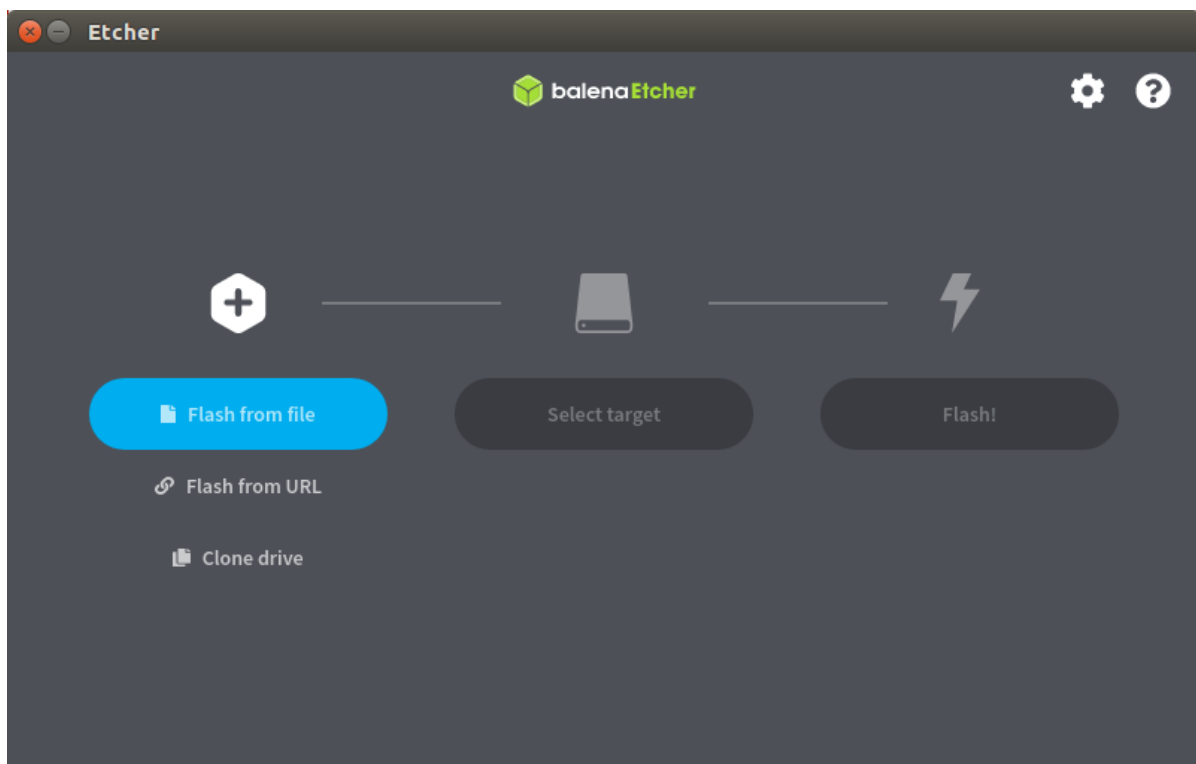 Etcher
balenaEtcher
Flash from file
Select target
Flash!
Flash from URL
Clone drive